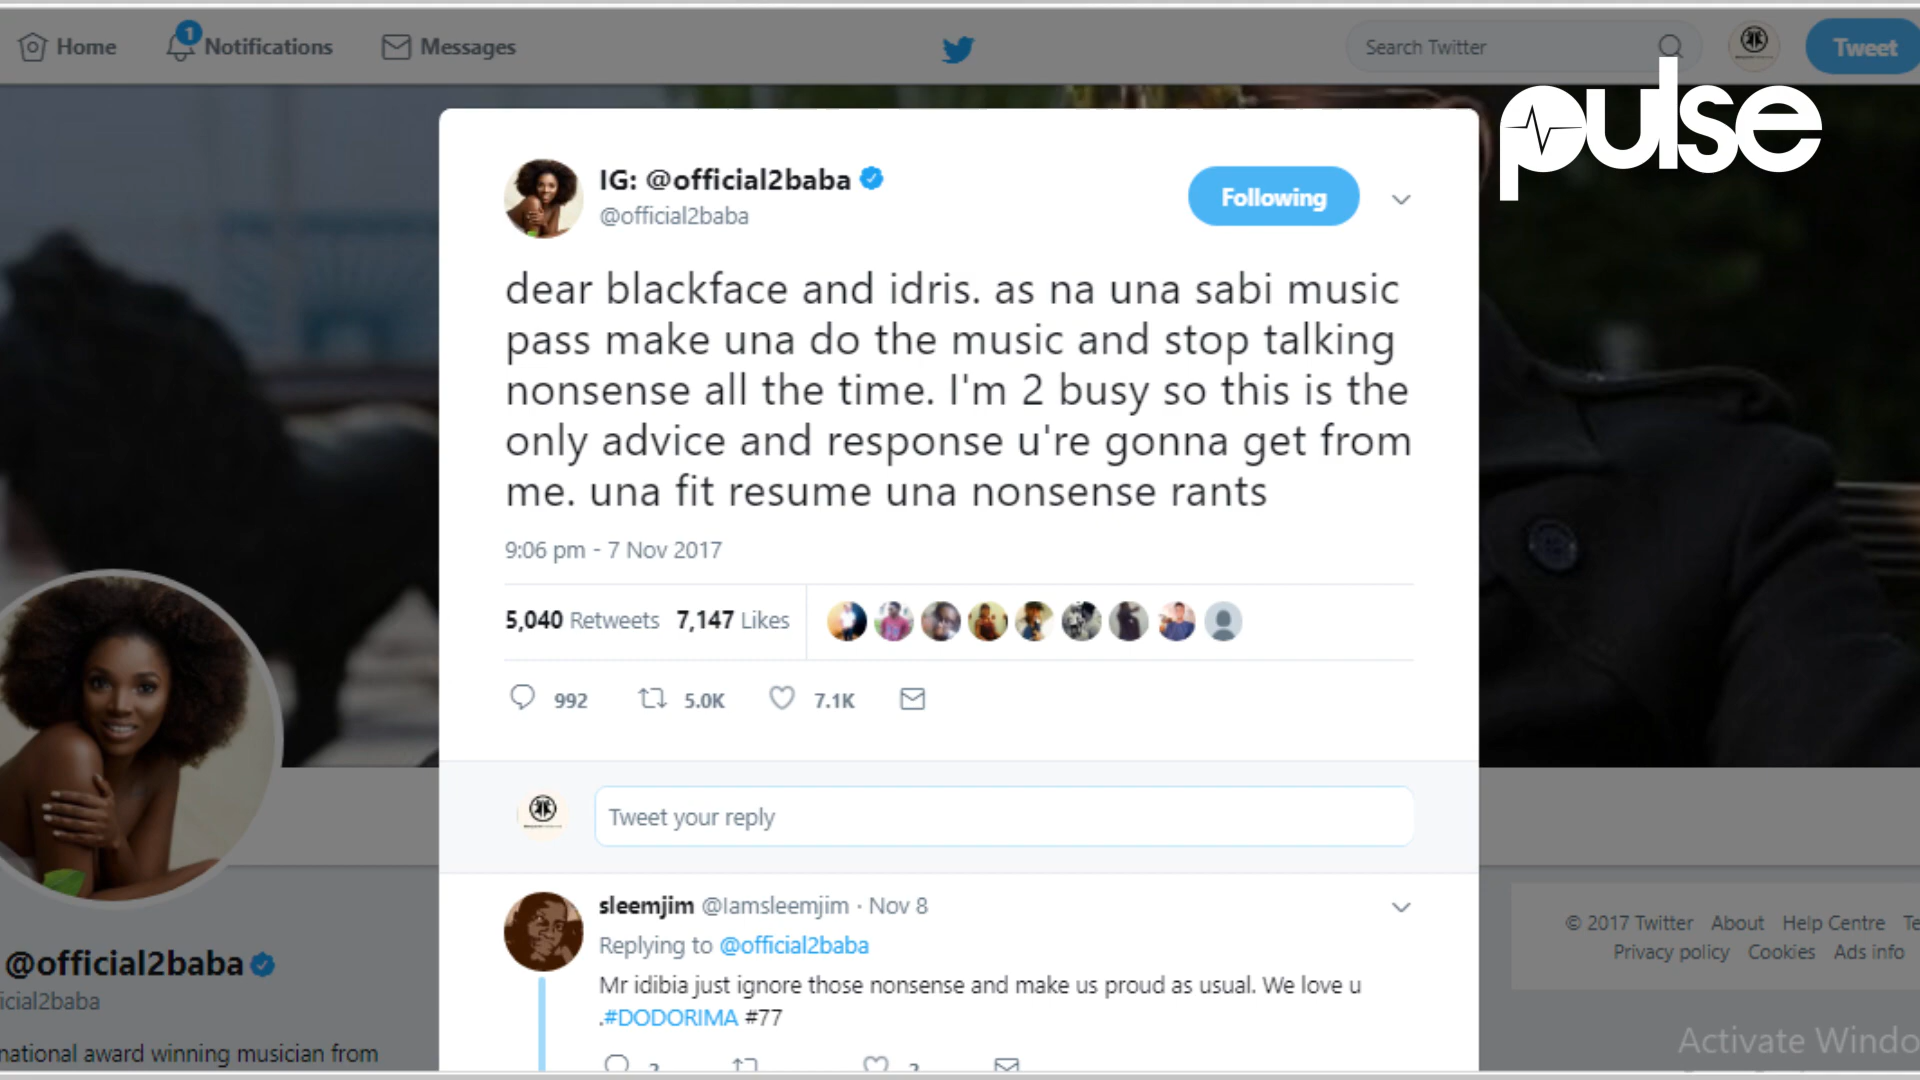 Home
1
Notifications
Messages
Search Twitter
Tweet
pulse
IG: @official2baba
@official2baba
Following
dear blackface and idris. as na una sabi music
pass make una do the music and stop talking
nonsense all the time. I'm 2 busy so this is the
only advice and response u're gonna get from
me. una fit resume una nonsense rants
9:06 pm - 7 Nov 2017
5,040 Retweets 7,147 Likes
992 5.0K 7.1K
Tweet your reply
sleemjim @Iamsleemjim · Nov 8
Replying to @official2baba
Mr idibia just ignore those nonsense and make us proud as usual. We love u
.#DODORIMA #77
@official2baba
icial2baba
national award winning musician from
© 2017 Twitter About Help Centre Te
Privacy policy Cookies Ads info
Activate Windo